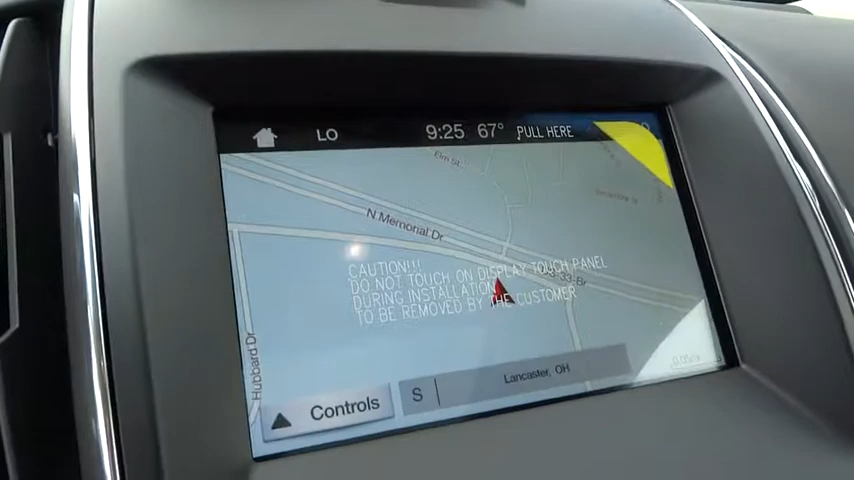 LO
9:25 67° PULL HERE
Elm St
N Memorial Dr
CAUTION!!!
DO NOT TOUCH ON DISPLAY TOUCH PANEL
DURING INSTALLATION
TO BE REMOVED BY THE CUSTOMER
Hubbard Dr
Controls
S
Lancaster, OH